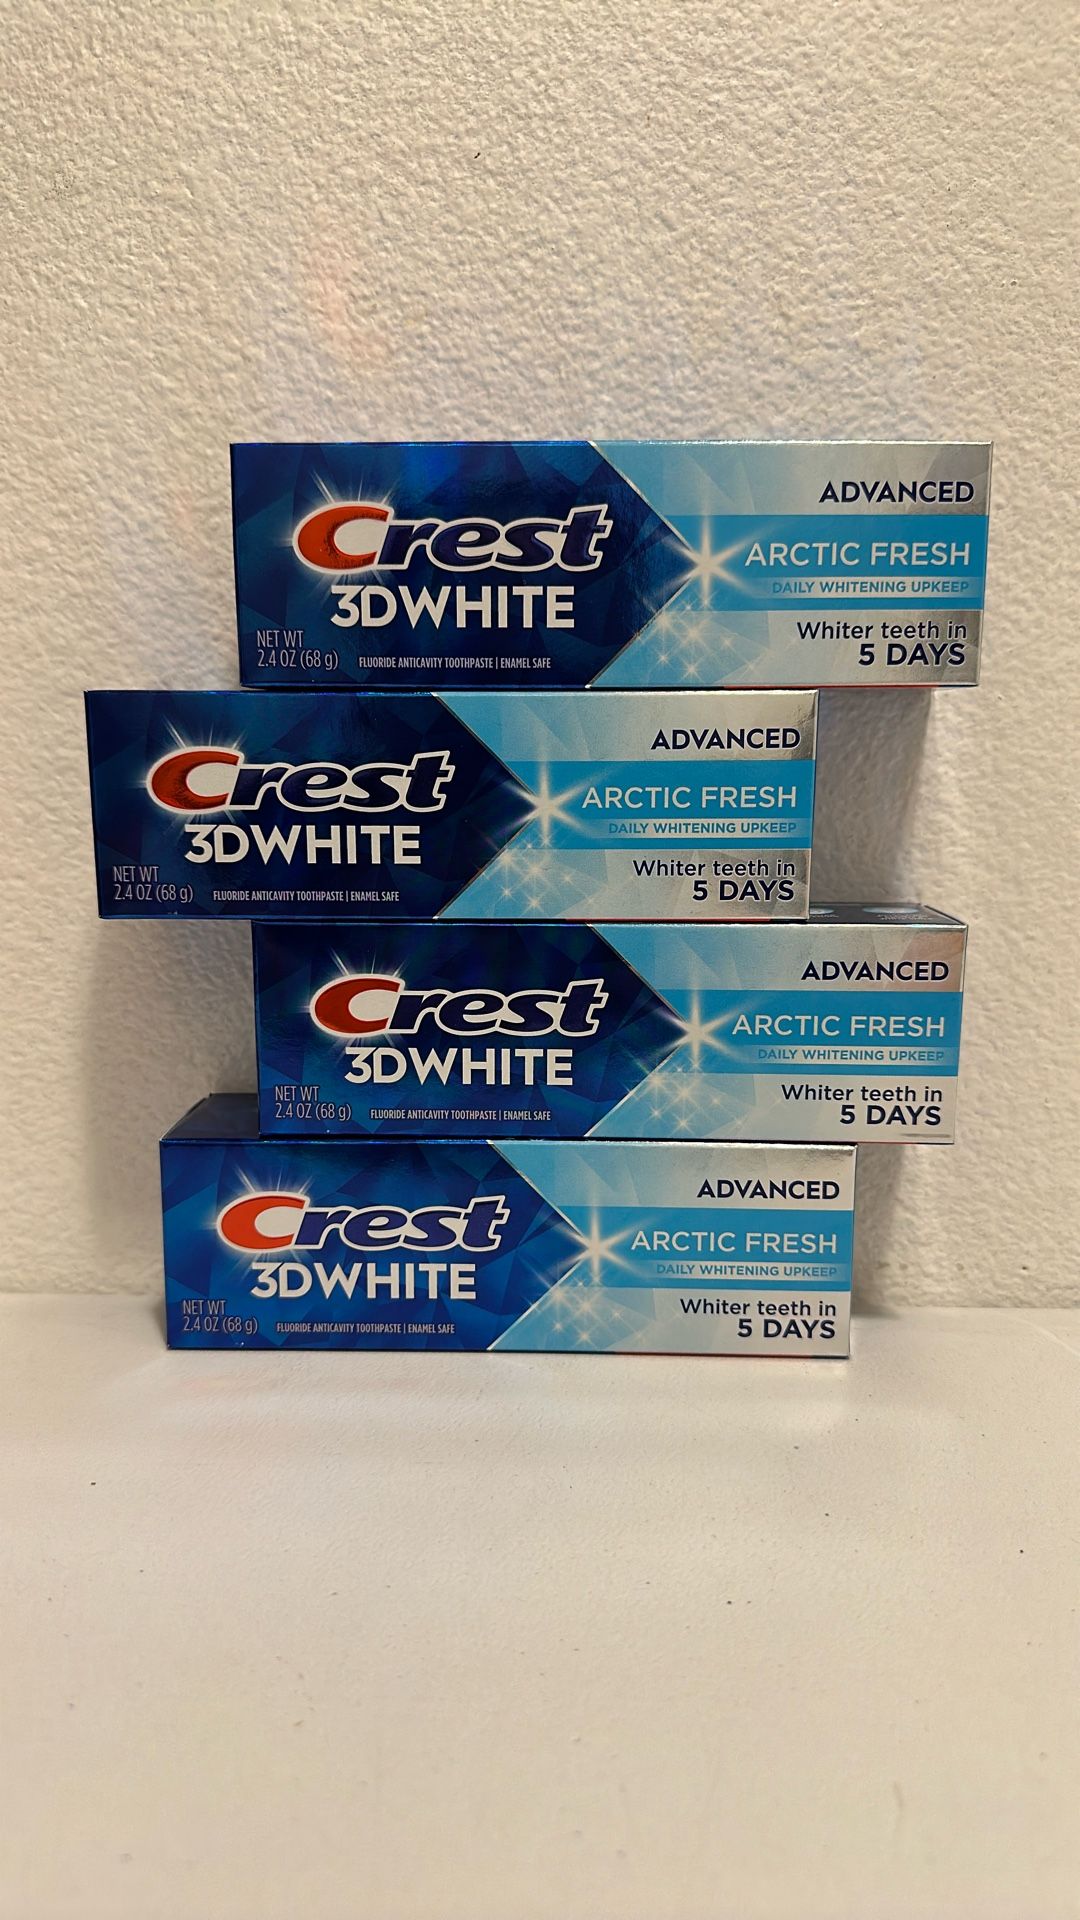 Crest
3DWHITE
NET WT
2.4 OZ (68 g)
FLUORIDE ANTICAVITY TOOTHPASTE | ENAMEL SAFE
ADVANCED
ARCTIC FRESH
DAILY WHITENING UPKEEP
Whiter teeth in
5 DAYS
Crest
3DWHITE
NET WT
2.4 OZ (68 g)
FLUORIDE ANTICAVITY TOOTHPASTE | ENAMEL SAFE
ADVANCED
ARCTIC FRESH
DAILY WHITENING UPKEEP
Whiter teeth in
5 DAYS
Crest
3DWHITE
NET WT
2.4 OZ (68 g)
FLUORIDE ANTICAVITY TOOTHPASTE | ENAMEL SAFE
ADVANCED
ARCTIC FRESH
DAILY WHITENING UPKEEP
Whiter teeth in
5 DAYS
Crest
3DWHITE
NET WT
2.4 OZ (68 g)
FLUORIDE ANTICAVITY TOOTHPASTE | ENAMEL SAFE
ADVANCED
ARCTIC FRESH
DAILY WHITENING UPKEEP
Whiter teeth in
5 DAYS